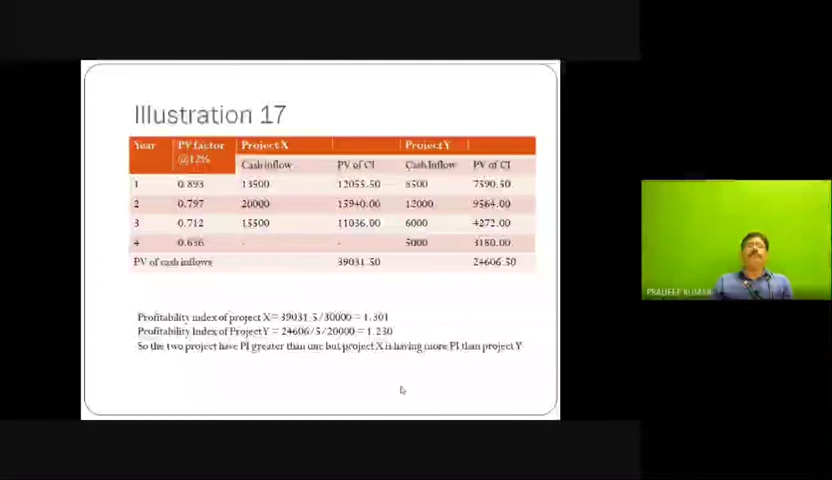 Illustration 17
Year PV factor @12% Project X Project Y
Cash inflow PV of CI Cash Inflow PV of CI
1 0.893 13500 12055.50 8500 7590.50
2 0.797 20000 15940.00 12000 9564.00
3 0.712 15500 11036.00 6000 4272.00
4 0.636 - - 5000 3180.00
PV of cash inflows 39031.50 24606.50
Profitability index of project X= 39031.5/30000 = 1.301
Profitability Index of Project Y = 24606/5/20000 = 1.230
So the two project have PI greater than one but project X is having more PI than project Y
PRADEEP KUMAR